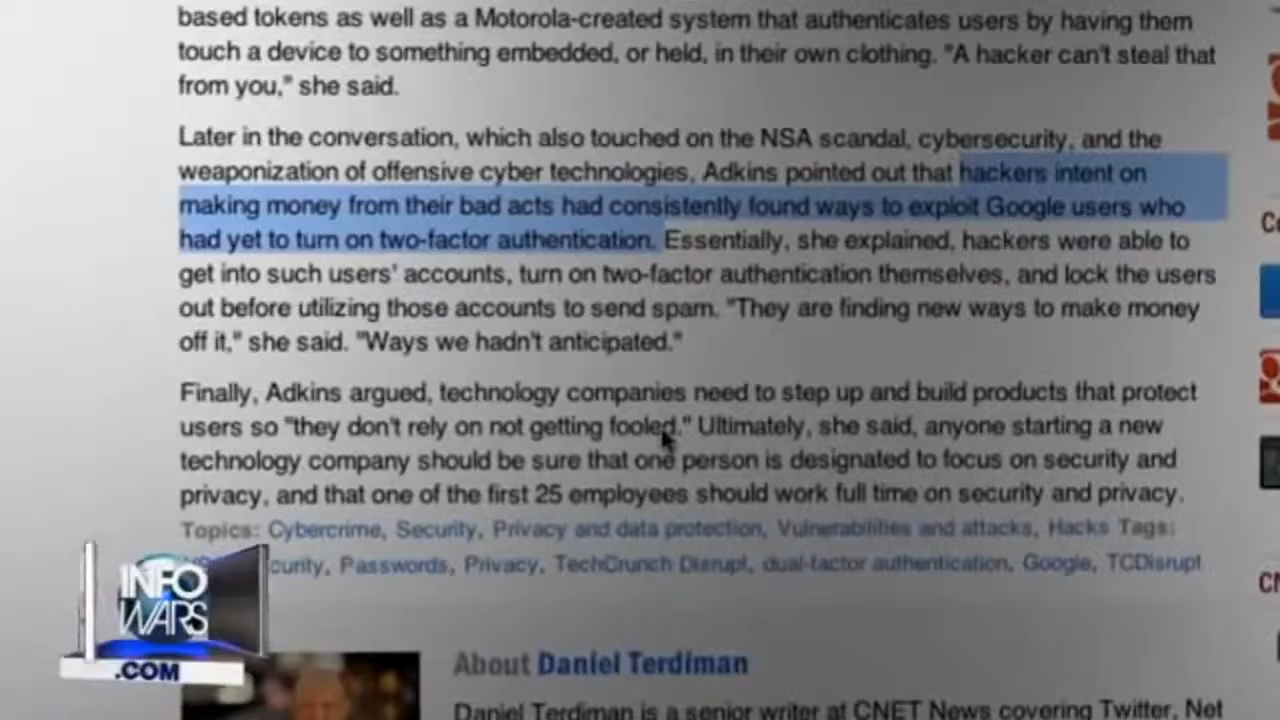 based tokens as well as a Motorola-created system that authenticates users by having them
touch a device to something embedded, or held, in their own clothing. "A hacker can't steal that
from you," she said.
Later in the conversation, which also touched on the NSA scandal, cybersecurity, and the
weaponization of offensive cyber technologies, Adkins pointed out that hackers intent on
making money from their bad acts had consistently found ways to exploit Google users who
had yet to turn on two-factor authentication. Essentially, she explained, hackers were able to
get into such users' accounts, turn on two-factor authentication themselves, and lock the users
out before utilizing those accounts to send spam. "They are finding new ways to make money
off it," she said. "Ways we hadn't anticipated."
Finally, Adkins argued, technology companies need to step up and build products that protect
users so "they don't rely on not getting fooled." Ultimately, she said, anyone starting a new
technology company should be sure that one person is designated to focus on security and
privacy, and that one of the first 25 employees should work full time on security and privacy.
Topics: Cybercrime, Security, Privacy and data protection, Vulnerabilities and attacks, Hacks Tags:
curity, Passwords, Privacy, TechCrunch Disrupt, dual-factor authentication, Google, TCDisrupt
INFO
WARS
.COM
About Daniel Terdiman
Daniel Terdiman is a senior writer at CNET News covering Twitter, Net